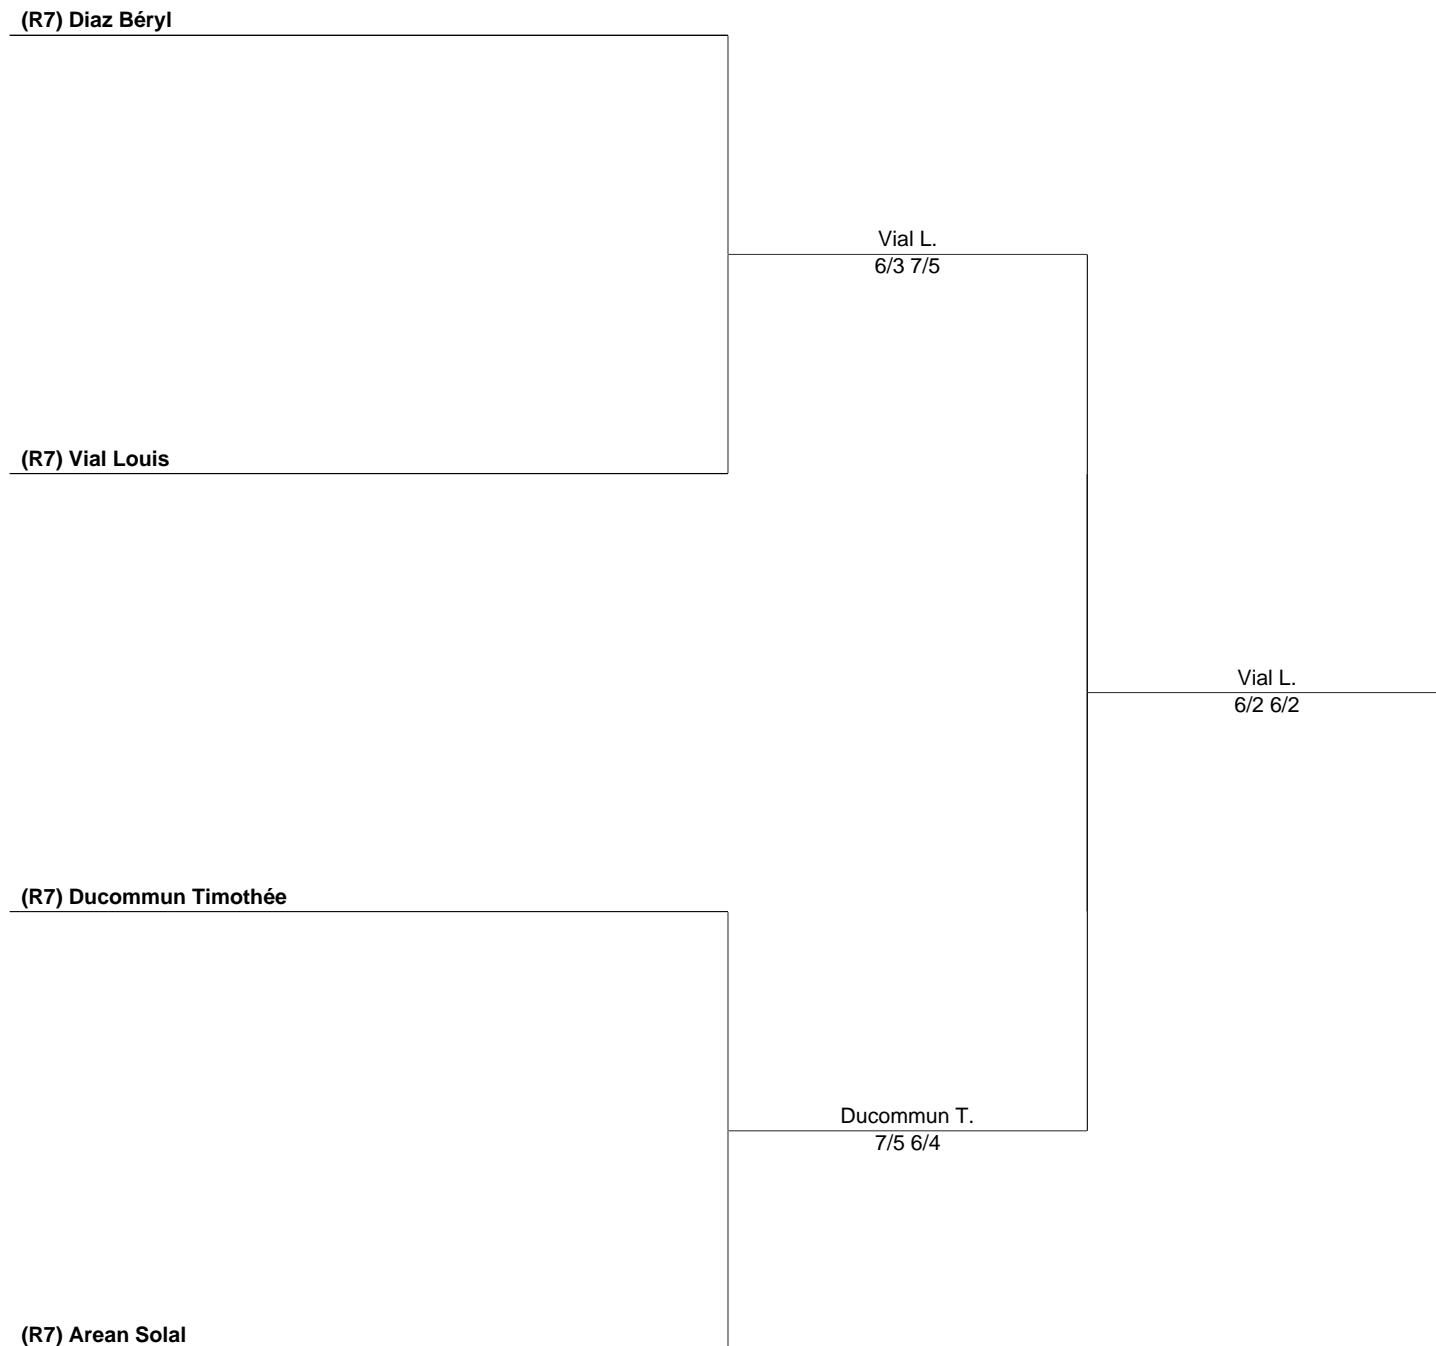 (R7) Diaz Béryl
Vial L.
6/3 7/5
(R7) Vial Louis
Vial L.
6/2 6/2
(R7) Ducommun Timothée
Ducommun T.
7/5 6/4
(R7) Arean Solal